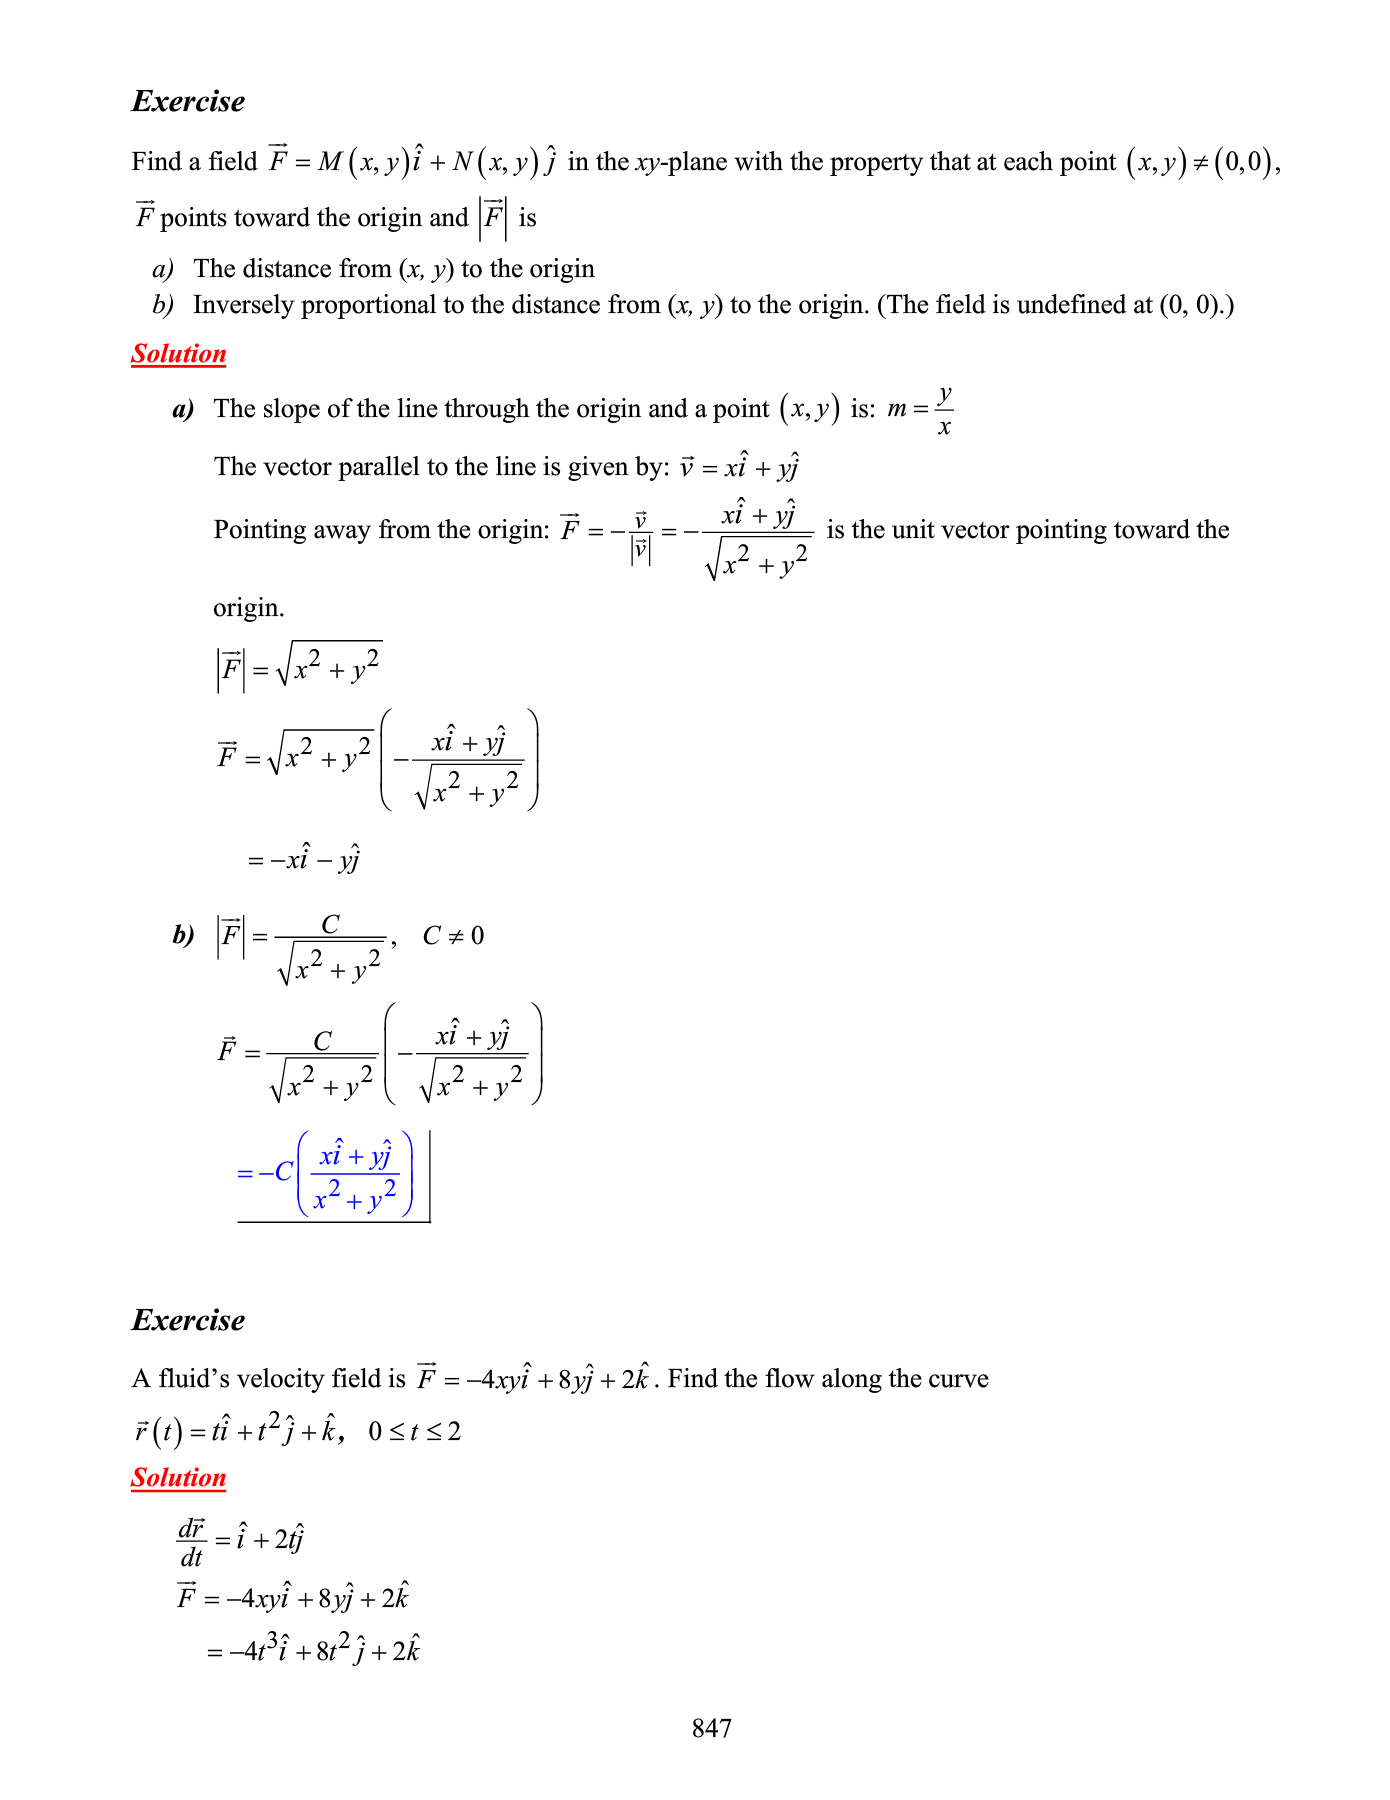 Exercise
Find a field $\overrightarrow{F} = M(x, y)\hat{i} + N(x, y)\hat{j}$ in the xy-plane with the property that at each point $(x, y) \neq (0,0)$,
$\overrightarrow{F}$ points toward the origin and $|\overrightarrow{F}|$ is
a) The distance from (x, y) to the origin
b) Inversely proportional to the distance from (x, y) to the origin. (The field is undefined at (0, 0).)
Solution
a) The slope of the line through the origin and a point $(x, y)$ is: $m = \frac{y}{x}$
The vector parallel to the line is given by: $\vec{v} = x\hat{i} + y\hat{j}$
Pointing away from the origin: $\overrightarrow{F} = -\frac{\vec{v}}{|\vec{v}|} = -\frac{x\hat{i} + y\hat{j}}{\sqrt{x^2 + y^2}}$ is the unit vector pointing toward the
origin.
$|\overrightarrow{F}| = \sqrt{x^2 + y^2}$
$\overrightarrow{F} = \sqrt{x^2 + y^2} \left( -\frac{x\hat{i} + y\hat{j}}{\sqrt{x^2 + y^2}} \right)$
$= -x\hat{i} - y\hat{j}$
b) $|\overrightarrow{F}| = \frac{C}{\sqrt{x^2 + y^2}}, \quad C \neq 0$
$\vec{F} = \frac{C}{\sqrt{x^2 + y^2}} \left( -\frac{x\hat{i} + y\hat{j}}{\sqrt{x^2 + y^2}} \right)$
$= -C \left( \frac{x\hat{i} + y\hat{j}}{x^2 + y^2} \right)$
Exercise
A fluid's velocity field is $\overrightarrow{F} = -4xy\hat{i} + 8y\hat{j} + 2\hat{k}$. Find the flow along the curve
$\vec{r}(t) = t\hat{i} + t^2\hat{j} + \hat{k}, \quad 0 \leq t \leq 2$
Solution
$\frac{d\vec{r}}{dt} = \hat{i} + 2t\hat{j}$
$\overrightarrow{F} = -4xy\hat{i} + 8y\hat{j} + 2\hat{k}$
$= -4t^3\hat{i} + 8t^2\hat{j} + 2\hat{k}$
847